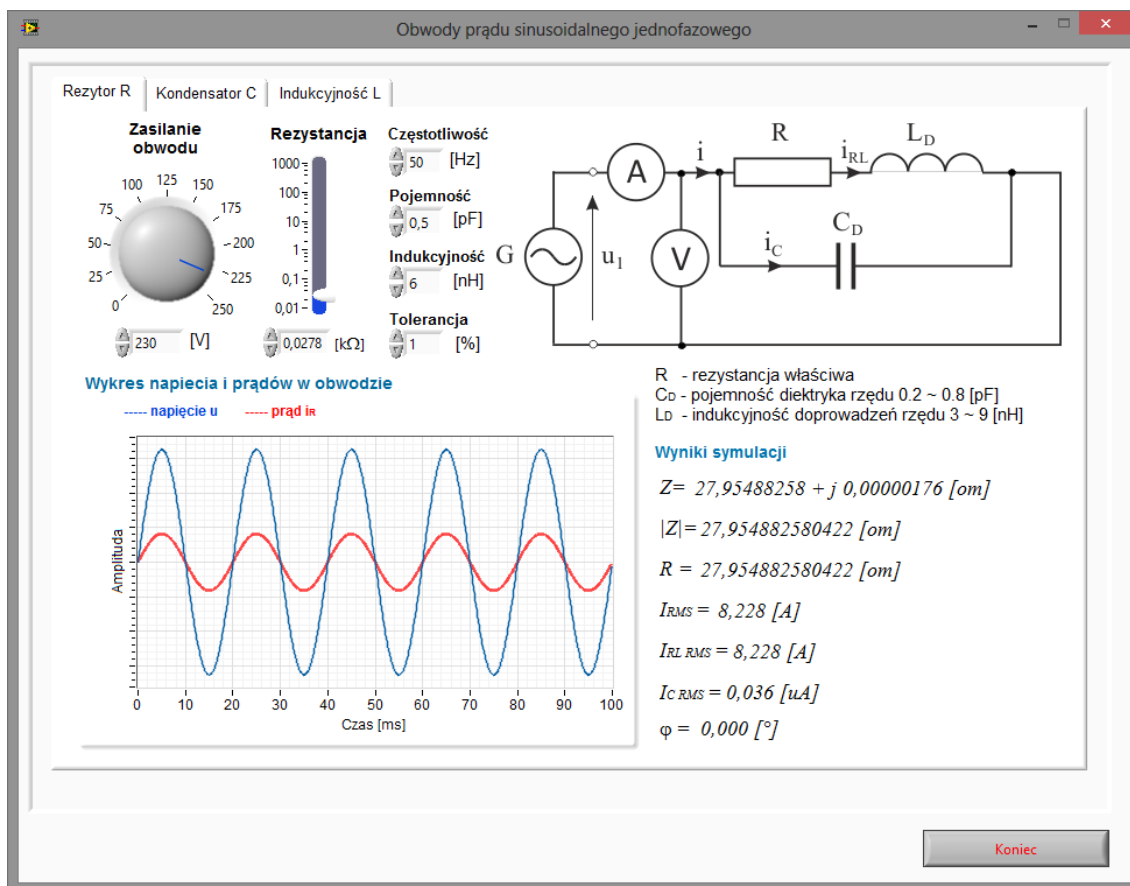 Obwody prądu sinusoidalnego jednofazowego
Rezytor R
Kondensator C
Indukcyjność L
Zasilanie
obwodu
0
25
50
75
100
125
150
175
200
225
250
230 [V]
Rezystancja
1000
100
10
1
0,1
0,01
0,0278 [kΩ]
Częstotliwość
50 [Hz]
Pojemność
0,5 [pF]
Indukcyjność
6 [nH]
Tolerancja
1 [%]
G
u1
A
V
i
R
iRL
LD
iC
CD
R - rezystancja właściwa
CD - pojemność diektryka rzędu 0.2 ~ 0.8 [pF]
LD - indukcyjność doprowadzeń rzędu 3 ~ 9 [nH]
Wykres napiecia i prądów w obwodzie
----- napięcie u ----- prąd iR
Amplituda
0 10 20 30 40 50 60 70 80 90 100
Czas [ms]
Wyniki symulacji
Z= 27,95488258 + j 0,00000176 [om]
|Z|= 27,954882580422 [om]
R = 27,954882580422 [om]
IRMS = 8,228 [A]
IRL RMS = 8,228 [A]
IC RMS = 0,036 [uA]
φ = 0,000 [°]
Koniec